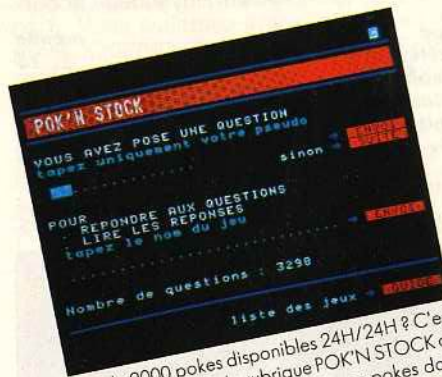 POK'N STOCK
VOUS AVEZ POSE UNE QUESTION
tapez uniquement votre pseudo
→ ENVOI
sinon → SUITE
POUR
. REPONDRE AUX QUESTIONS
. LIRE LES REPONSES
tapez le nom du jeu
→ ENVOI
Nombre de questions : 3298
liste des jeux → GUIDE
2000 pokes disponibles 24H/24H ? C'e
rubrique POK'N STOCK
pokes do